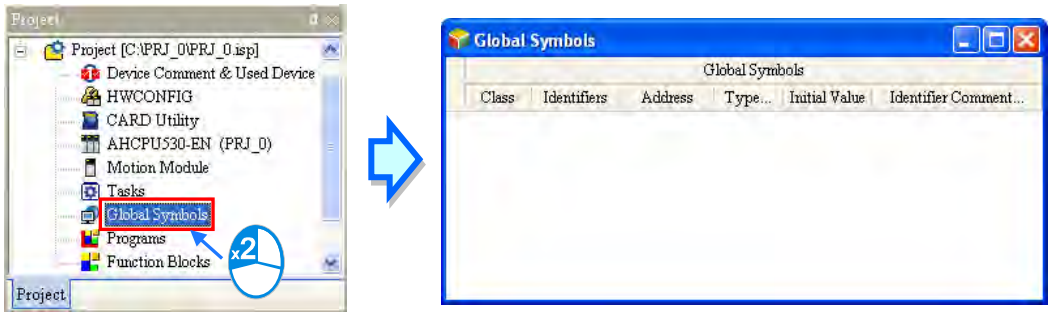 Project
Project [C:\PRJ_0\PRJ_0.isp]
Device Comment & Used Device
HWCONFIG
CARD Utility
AHCPU530-EN (PRJ_0)
Motion Module
Tasks
Global Symbols
Programs
Function Blocks
x2
Project
Global Symbols
Global Symbols
Class Identifiers Address Type... Initial Value Identifier Comment...